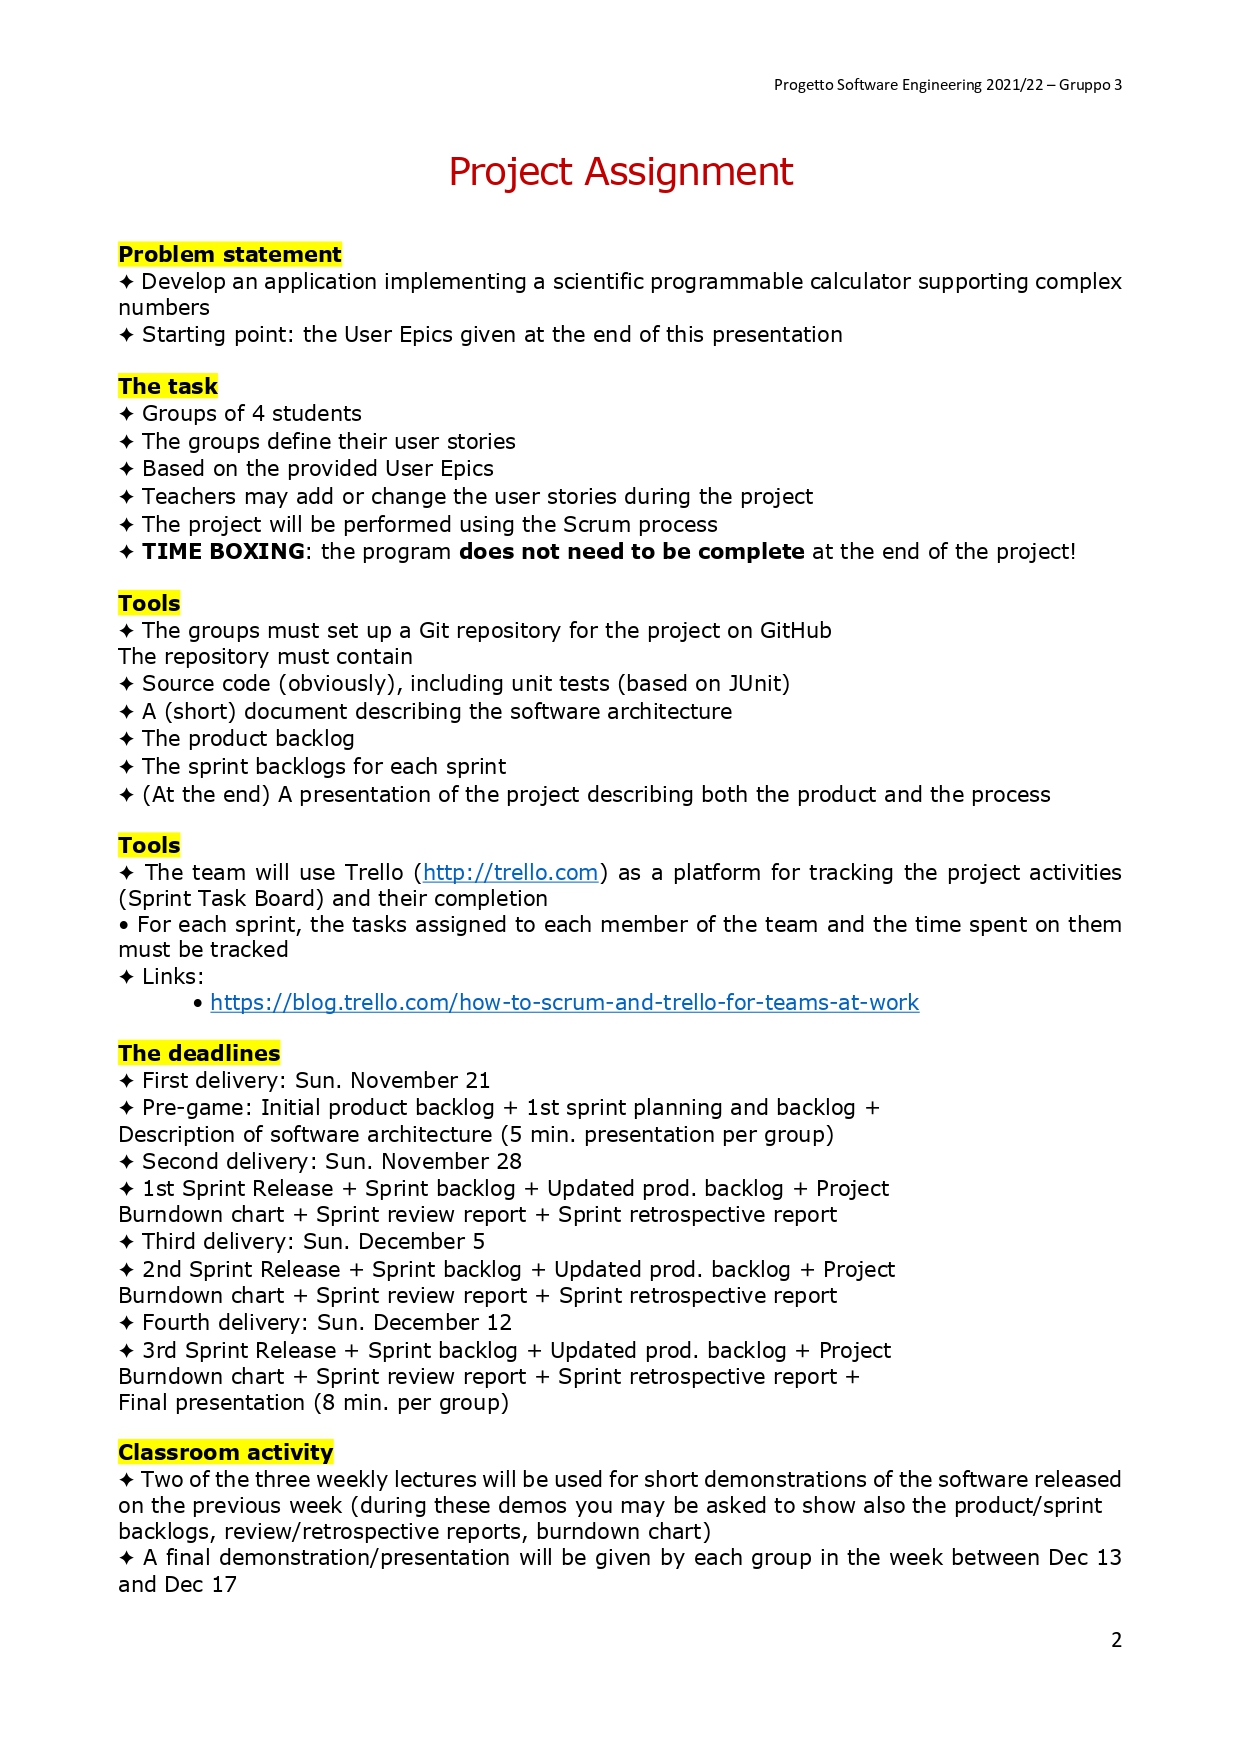 Progetto Software Engineering 2021/22 – Gruppo 3
Project Assignment
Problem statement
✦ Develop an application implementing a scientific programmable calculator supporting complex
numbers
✦ Starting point: the User Epics given at the end of this presentation
The task
✦ Groups of 4 students
✦ The groups define their user stories
✦ Based on the provided User Epics
✦ Teachers may add or change the user stories during the project
✦ The project will be performed using the Scrum process
✦ TIME BOXING: the program does not need to be complete at the end of the project!
Tools
✦ The groups must set up a Git repository for the project on GitHub
The repository must contain
✦ Source code (obviously), including unit tests (based on JUnit)
✦ A (short) document describing the software architecture
✦ The product backlog
✦ The sprint backlogs for each sprint
✦ (At the end) A presentation of the project describing both the product and the process
Tools
✦ The team will use Trello (http://trello.com) as a platform for tracking the project activities
(Sprint Task Board) and their completion
• For each sprint, the tasks assigned to each member of the team and the time spent on them
must be tracked
✦ Links:
• https://blog.trello.com/how-to-scrum-and-trello-for-teams-at-work
The deadlines
✦ First delivery: Sun. November 21
✦ Pre-game: Initial product backlog + 1st sprint planning and backlog +
Description of software architecture (5 min. presentation per group)
✦ Second delivery: Sun. November 28
✦ 1st Sprint Release + Sprint backlog + Updated prod. backlog + Project
Burndown chart + Sprint review report + Sprint retrospective report
✦ Third delivery: Sun. December 5
✦ 2nd Sprint Release + Sprint backlog + Updated prod. backlog + Project
Burndown chart + Sprint review report + Sprint retrospective report
✦ Fourth delivery: Sun. December 12
✦ 3rd Sprint Release + Sprint backlog + Updated prod. backlog + Project
Burndown chart + Sprint review report + Sprint retrospective report +
Final presentation (8 min. per group)
Classroom activity
✦ Two of the three weekly lectures will be used for short demonstrations of the software released
on the previous week (during these demos you may be asked to show also the product/sprint
backlogs, review/retrospective reports, burndown chart)
✦ A final demonstration/presentation will be given by each group in the week between Dec 13
and Dec 17
2